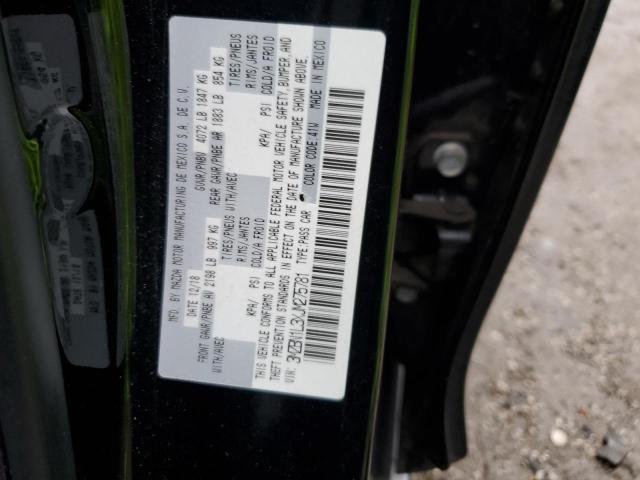 MFD BY MAZDA MOTOR MANUFACTURING DE MEXICO S.A. DE C.V.
DATE 12/18 GVWR/PNBV 4072 LB 1847 KG
FRONT GAWR/PNBE AV 2198 LB 997 KG REAR GAWR/PNBE AR 1883 LB 854 KG
WITH/AVEC TIRES/PNEUS WITH/AVEC TIRES/PNEUS
RIMS/JANTES RIMS/JANTES
KPA/ PSI COLD/A FROID KPA/ PSI COLD/A FROID
THIS VEHICLE CONFORMS TO ALL APPLICABLE FEDERAL MOTOR VEHICLE SAFETY, BUMPER, AND
THEFT PREVENTION STANDARDS IN EFFECT ON THE DATE OF MANUFACTURE SHOWN ABOVE.
VIN: TYPE: PASS CAR COLOR CODE: 41W MADE IN MEXICO